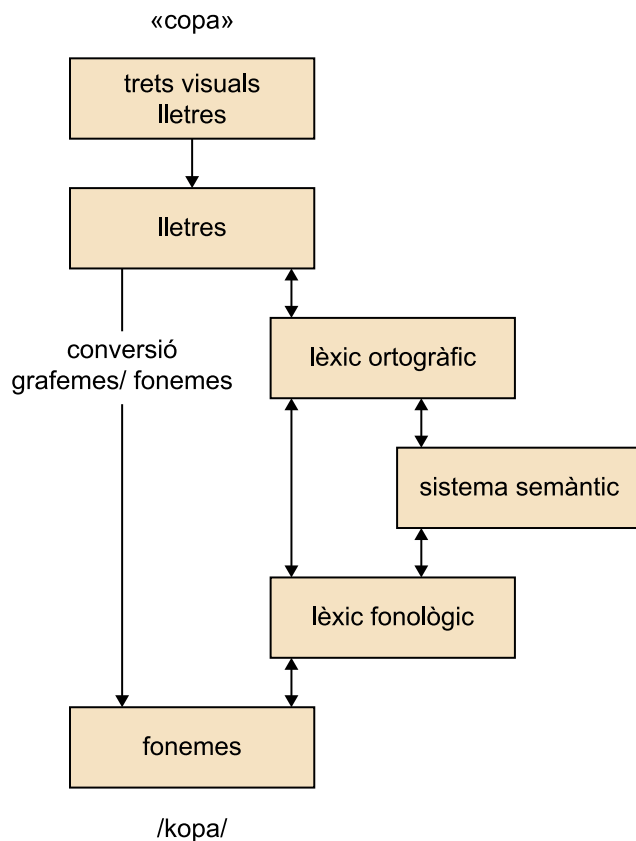 «copa»
trets visuals
lletres
lletres
conversió
grafemes/ fonemes
lèxic ortogràfic
sistema semàntic
lèxic fonològic
fonemes
/kopa/